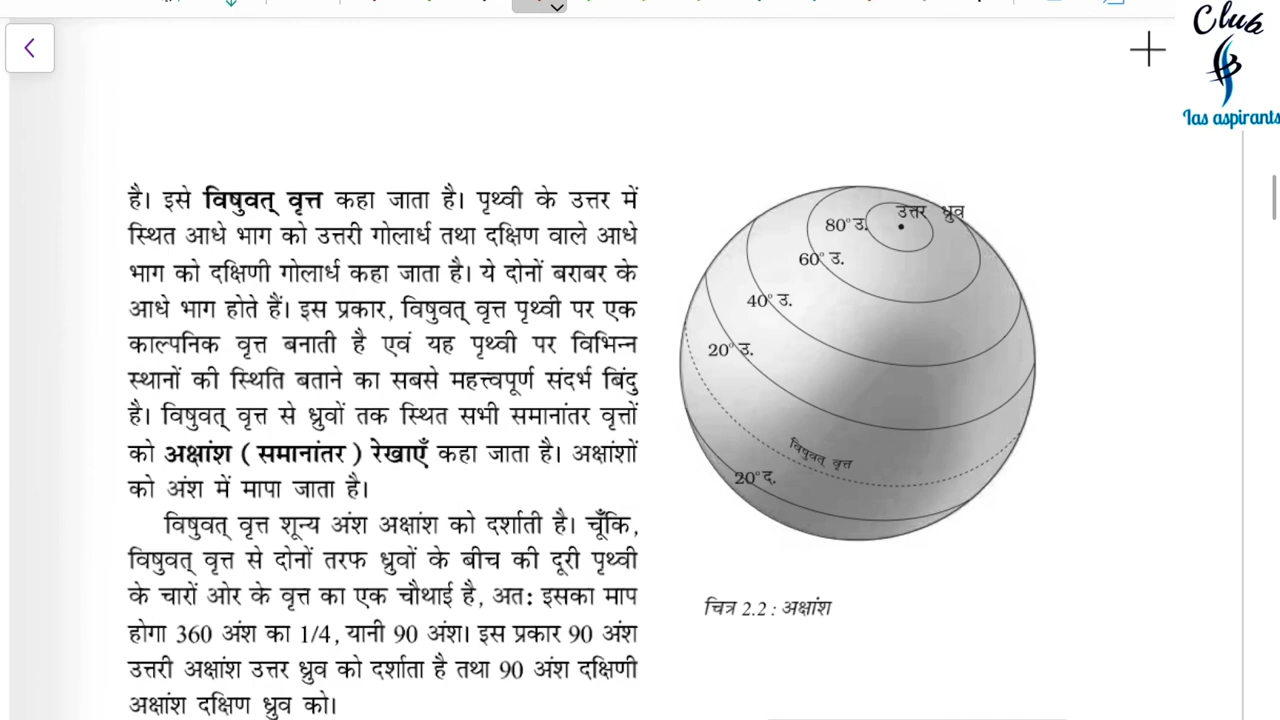 Club
Ias aspirants
है। इसे विषुवत् वृत्त कहा जाता है। पृथ्वी के उत्तर में
स्थित आधे भाग को उत्तरी गोलार्ध तथा दक्षिण वाले आधे
भाग को दक्षिणी गोलार्ध कहा जाता है। ये दोनों बराबर के
आधे भाग होते हैं। इस प्रकार, विषुवत् वृत्त पृथ्वी पर एक
काल्पनिक वृत्त बनाती है एवं यह पृथ्वी पर विभिन्न
स्थानों की स्थिति बताने का सबसे महत्त्वपूर्ण संदर्भ बिंदु
है। विषुवत् वृत्त से ध्रुवों तक स्थित सभी समानांतर वृत्तों
को अक्षांश ( समानांतर ) रेखाएँ कहा जाता है। अक्षांशों
को अंश में मापा जाता है।
विषुवत् वृत्त शून्य अंश अक्षांश को दर्शाती है। चूँकि,
विषुवत् वृत्त से दोनों तरफ ध्रुवों के बीच की दूरी पृथ्वी
के चारों ओर के वृत्त का एक चौथाई है, अत: इसका माप
होगा 360 अंश का 1/4, यानी 90 अंश। इस प्रकार 90 अंश
उत्तरी अक्षांश उत्तर ध्रुव को दर्शाता है तथा 90 अंश दक्षिणी
अक्षांश दक्षिण ध्रुव को।
उत्तर ध्रुव
80° उ.
60° उ.
40° उ.
20° उ.
विषुवत् वृत्त
20° द.
चित्र 2.2 : अक्षांश